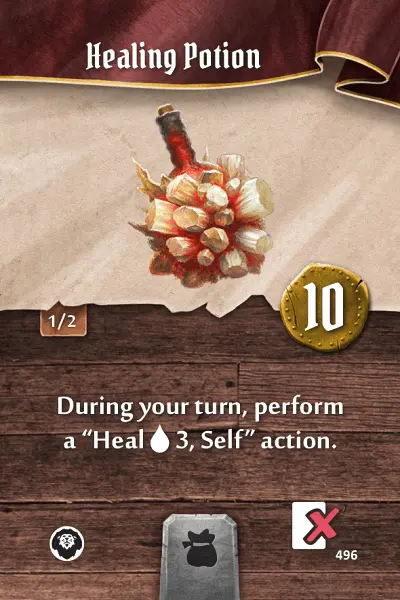 Healing Potion
1/2
10
During your turn, perform
a “Heal 3, Self” action.
496